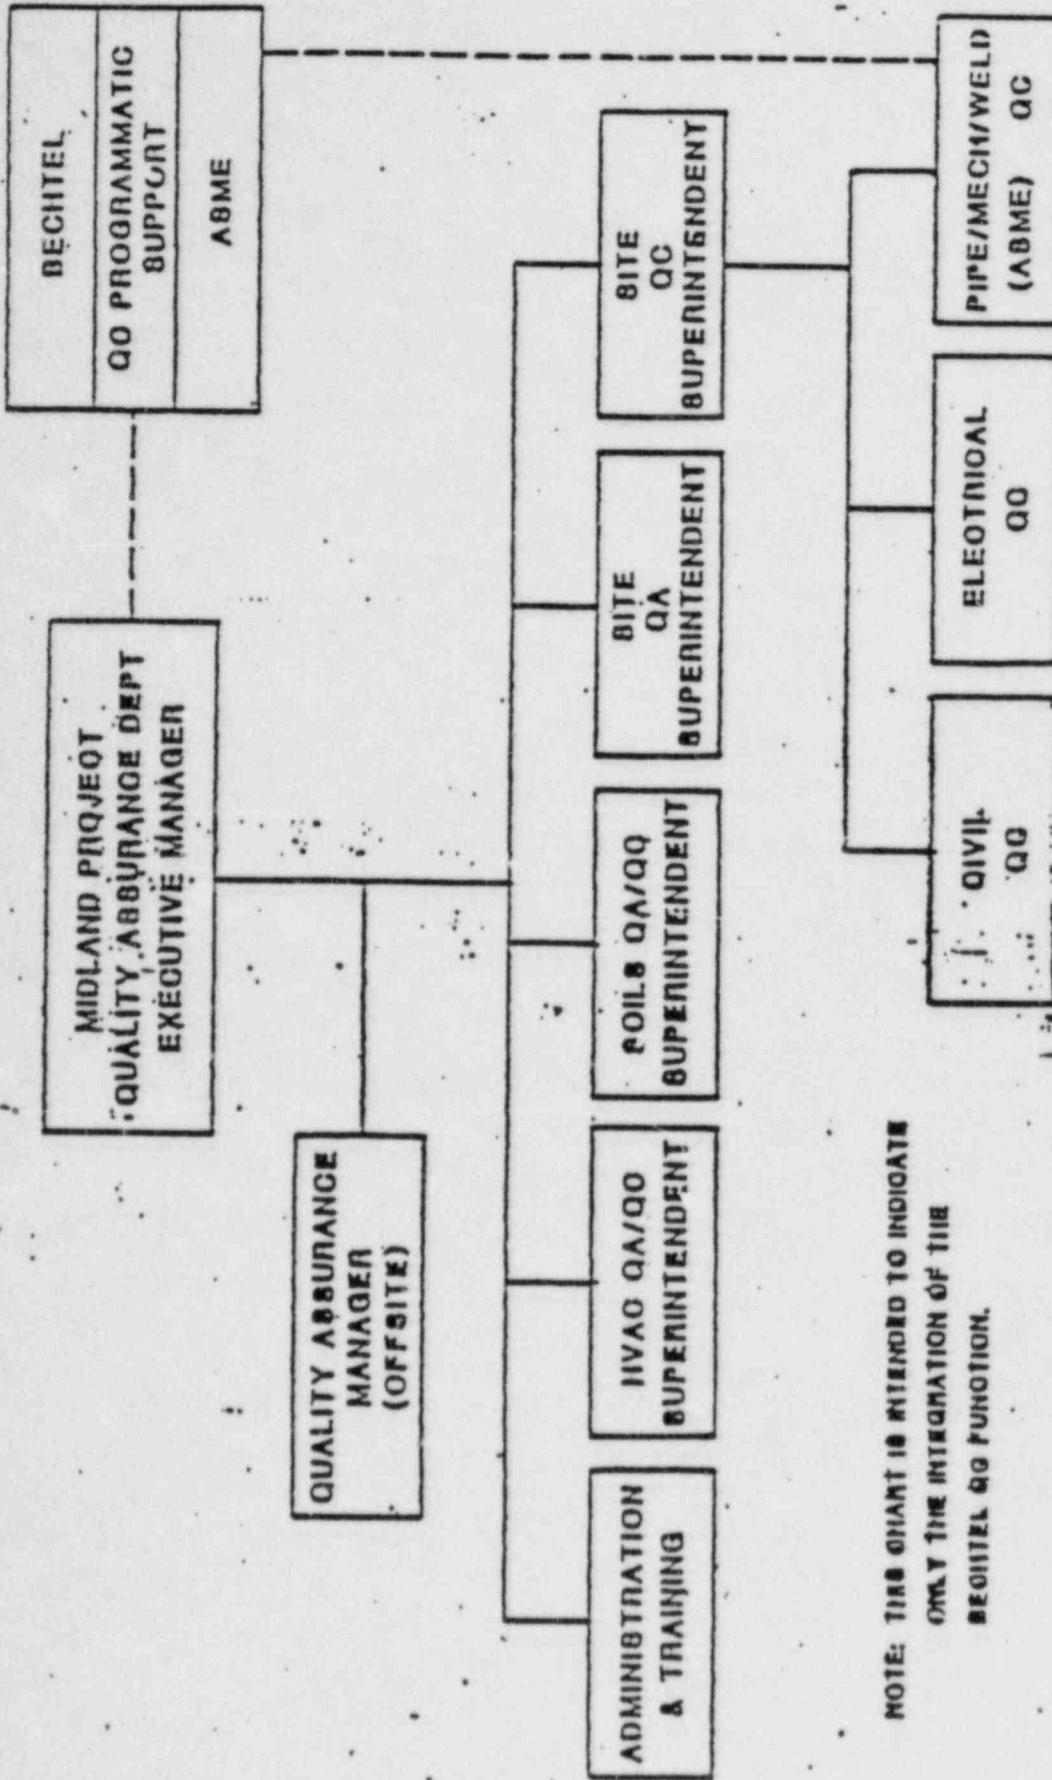 BECHTEL
QC PROGRAMMATIC
SUPPORT
ASME
MIDLAND PROJECT
QUALITY ASSURANCE DEPT
EXECUTIVE MANAGER
QUALITY ASSURANCE
MANAGER
(OFFSITE)
ADMINISTRATION
& TRAINING
HVAC QA/QC
SUPERINTENDENT
SOILS QA/QC
SUPERINTENDENT
SITE
QA
SUPERINTENDENT
SITE
QC
SUPERINTENDENT
CIVIL
QC
ELECTRICAL
QC
PIPE/MECH/WELD
(ASME) QC
NOTE: THIS CHART IS INTENDED TO INDICATE
ONLY THE INTEGRATION OF THE
BECHTEL QC FUNCTION.